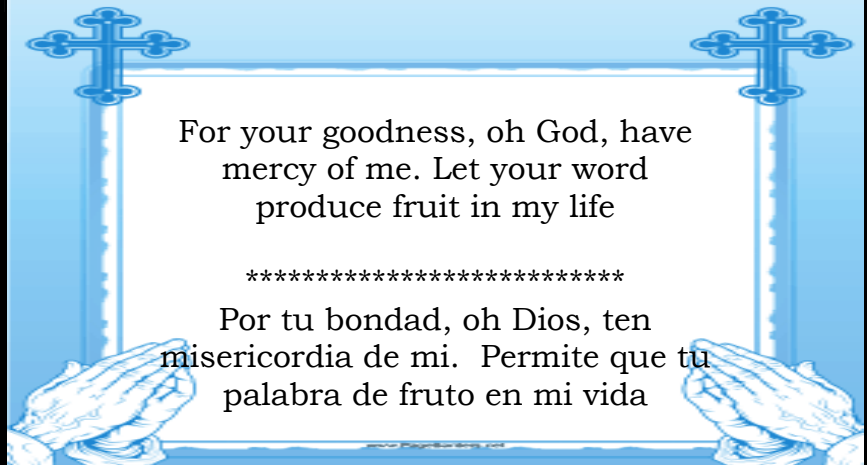 For your goodness, oh God, have
mercy of me. Let your word
produce fruit in my life
***************************
Por tu bondad, oh Dios, ten
misericordia de mi.  Permite que tu
palabra de fruto en mi vida